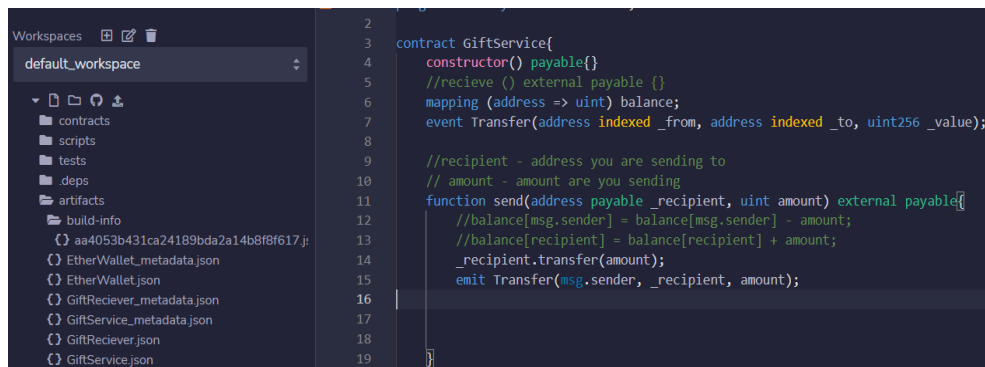 Workspaces
default_workspace
contracts
scripts
tests
.deps
artifacts
build-info
{} aa4053b431ca24189bda2a14b8f8f617.j
{} EtherWallet_metadata.json
{} EtherWallet.json
{} GiftReciever_metadata.json
{} GiftService_metadata.json
{} GiftReciever.json
{} GiftService.json
2
3 contract GiftService{
4 constructor() payable{}
5 //recieve () external payable {}
6 mapping (address => uint) balance;
7 event Transfer(address indexed _from, address indexed _to, uint256 _value);
8
9 //recipient - address you are sending to
10 // amount - amount are you sending
11 function send(address payable _recipient, uint amount) external payable{
12 //balance[msg.sender] = balance[msg.sender] - amount;
13 //balance[recipient] = balance[recipient] + amount;
14 _recipient.transfer(amount);
15 emit Transfer(msg.sender, _recipient, amount);
16
17
18
19 }